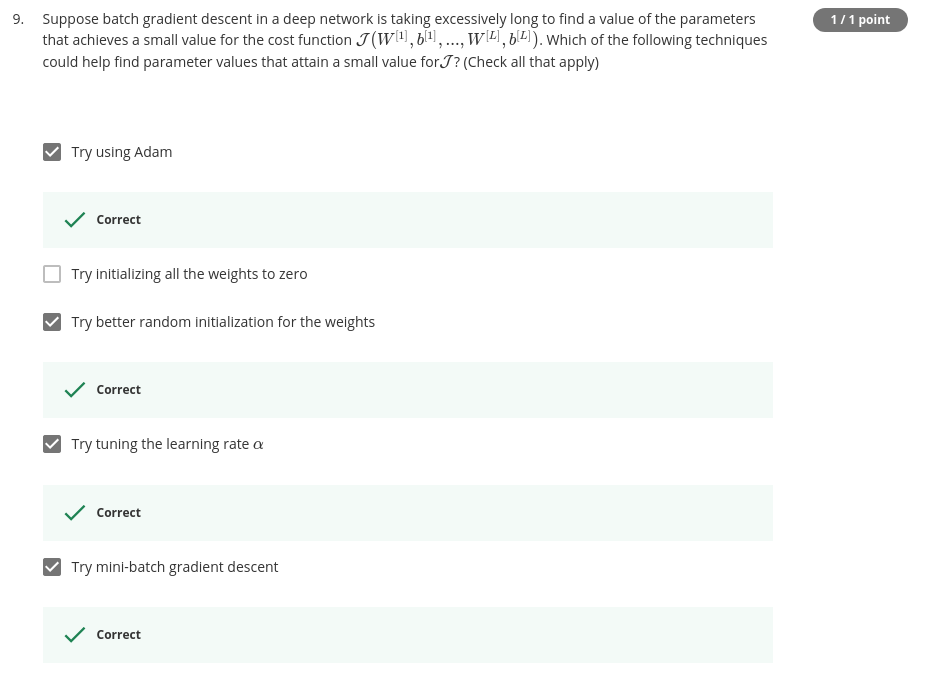 9. Suppose batch gradient descent in a deep network is taking excessively long to find a value of the parameters
1 / 1 point
that achieves a small value for the cost function 𝒥(W^[1], b^[1], ..., W^[L], b^[L]). Which of the following techniques
could help find parameter values that attain a small value for𝒥? (Check all that apply)
Try using Adam
Correct
Try initializing all the weights to zero
Try better random initialization for the weights
Correct
Try tuning the learning rate α
Correct
Try mini-batch gradient descent
Correct